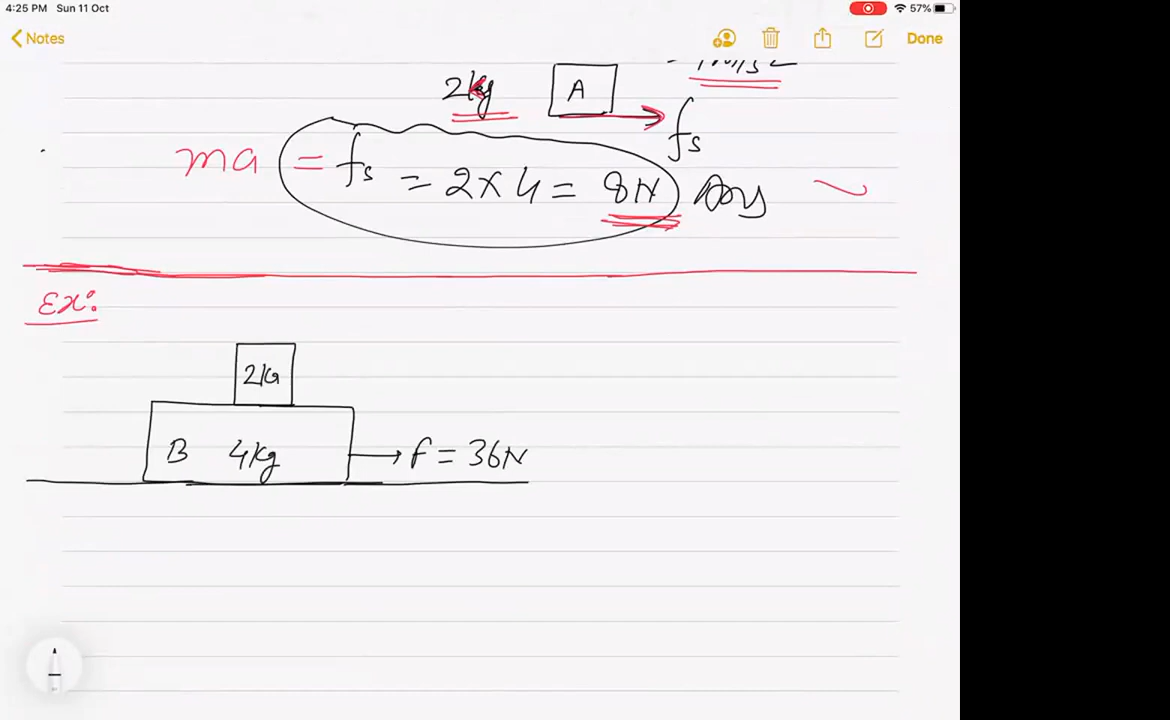 4:25 PM Sun 11 Oct
57%
Notes
Done
2kg
A
fs
ma = fs = 2 x 4 = 8N Ans
Ex:
2kG
B 4kg
f = 36N